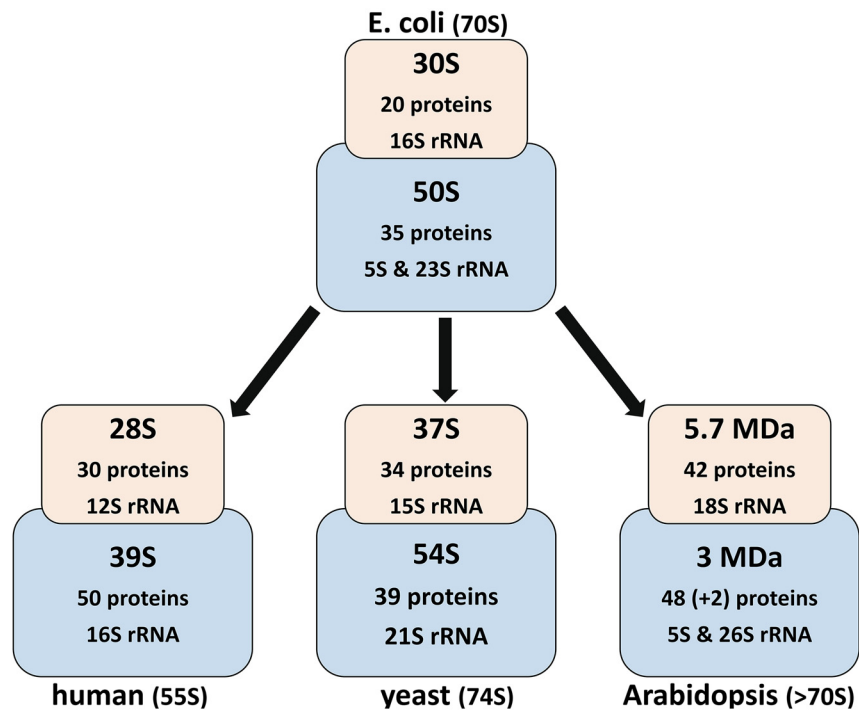 E. coli (70S)
30S
20 proteins
16S rRNA
50S
35 proteins
5S & 23S rRNA
28S
30 proteins
12S rRNA
39S
50 proteins
16S rRNA
human (55S)
37S
34 proteins
15S rRNA
54S
39 proteins
21S rRNA
yeast (74S)
5.7 MDa
42 proteins
18S rRNA
3 MDa
48 (+2) proteins
5S & 26S rRNA
Arabidopsis (>70S)